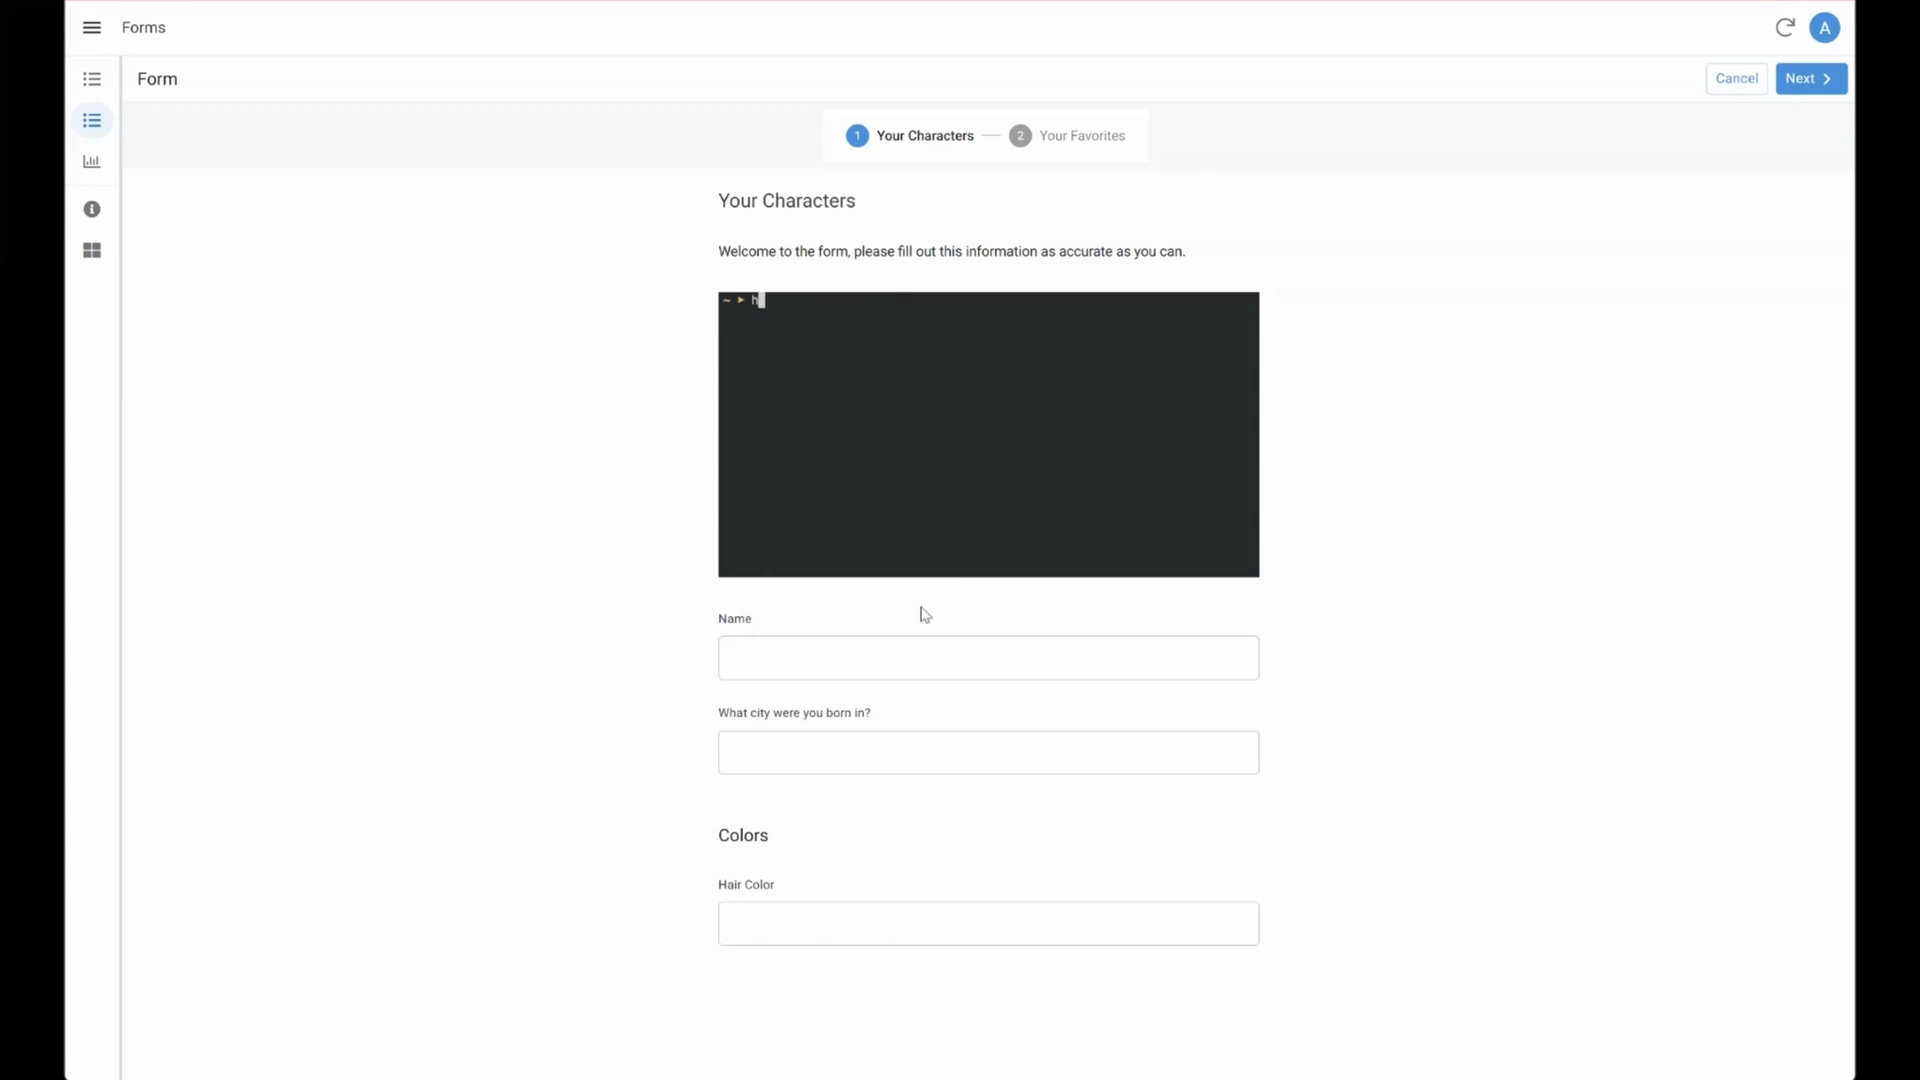 Forms
A
Form
Cancel
Next
1 Your Characters 2 Your Favorites
Your Characters
Welcome to the form, please fill out this information as accurate as you can.
~ ➤ h
Name
What city were you born in?
Colors
Hair Color